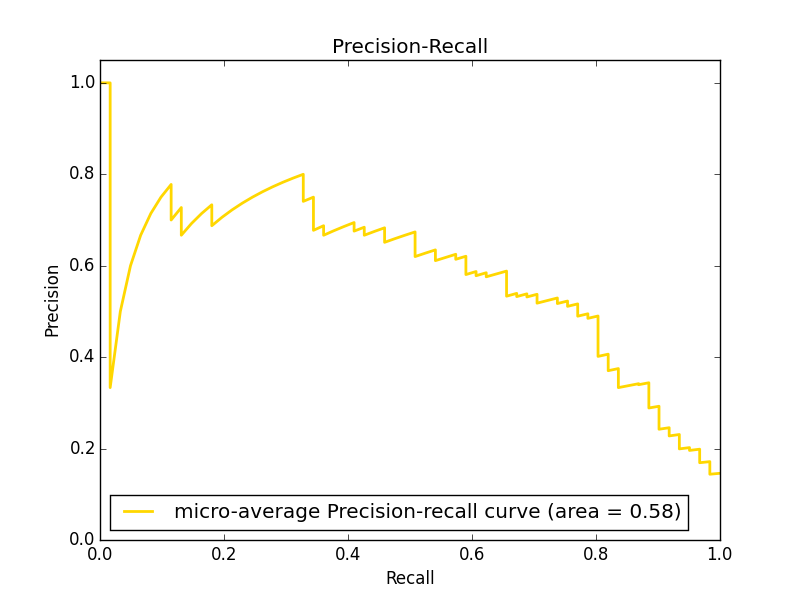 Precision-Recall
1.0
0.8
0.6
0.4
0.2
0.0
Precision
micro-average Precision-recall curve (area = 0.58)
0.0 0.2 0.4 0.6 0.8 1.0
Recall